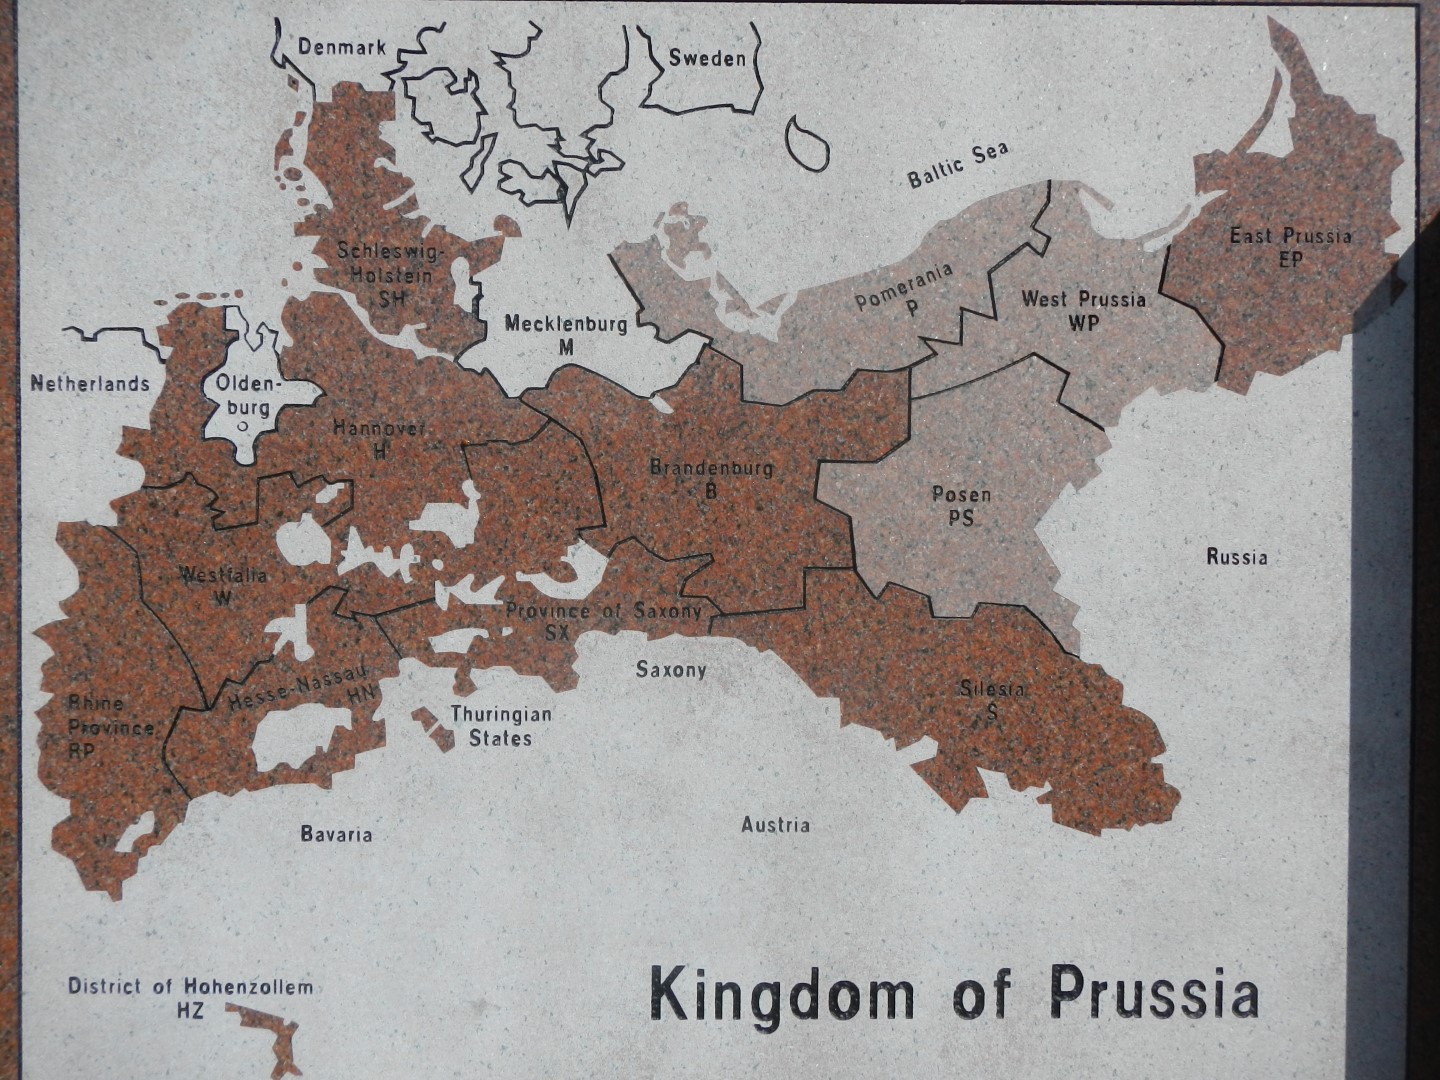 Denmark
Sweden
Baltic Sea
Schleswig-
Holstein
SH
East Prussia
EP
Pomerania
P
West Prussia
WP
Mecklenburg
M
Netherlands
Olden-
burg
Hannover
H
Brandenburg
B
Posen
PS
Russia
Westfalia
W
Province of Saxony
SX
Saxony
Hesse-Nassau
HN
Silesia
S
Rhine
Province
RP
Thuringian
States
Bavaria
Austria
District of Hohenzollem
HZ
Kingdom of Prussia